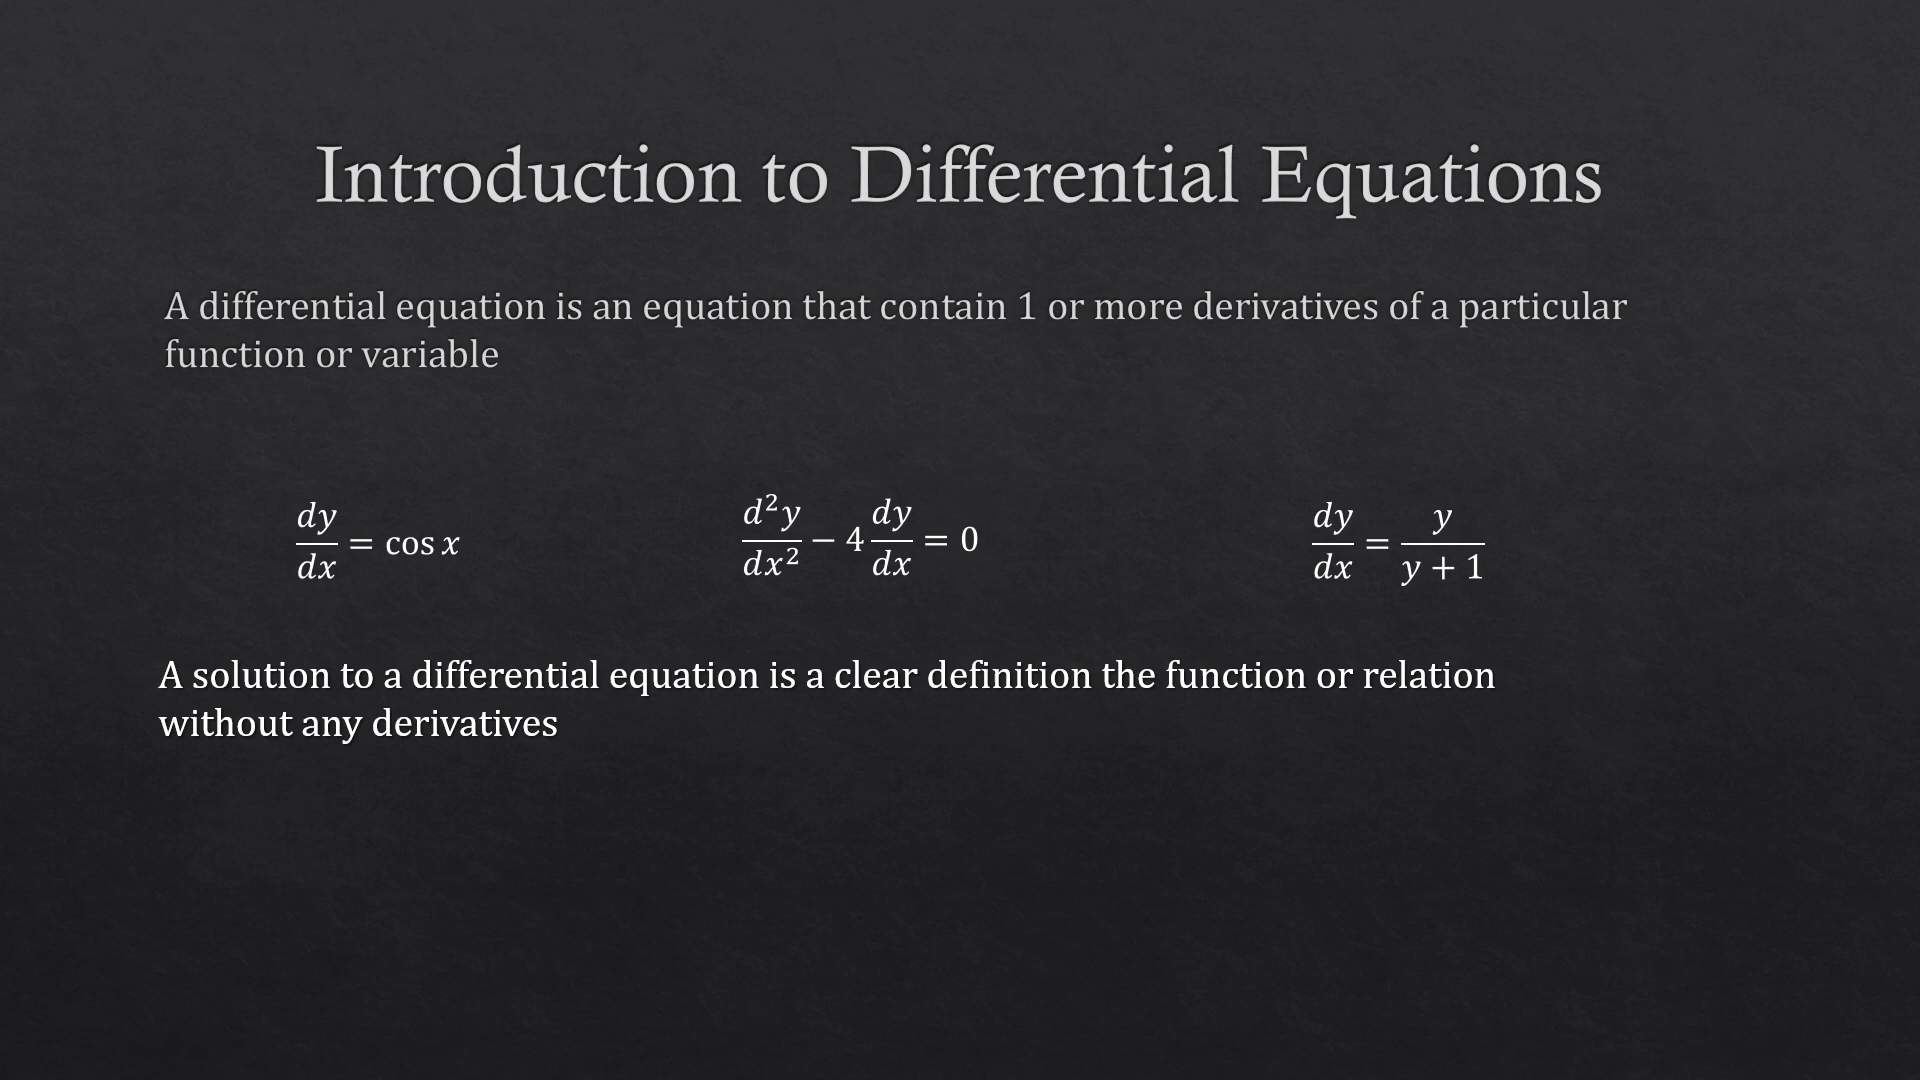 Introduction to Differential Equations
A differential equation is an equation that contain 1 or more derivatives of a particular
function or variable
dy/dx = cos x
d²y/dx² − 4 dy/dx = 0
dy/dx = y/(y + 1)
A solution to a differential equation is a clear definition the function or relation
without any derivatives